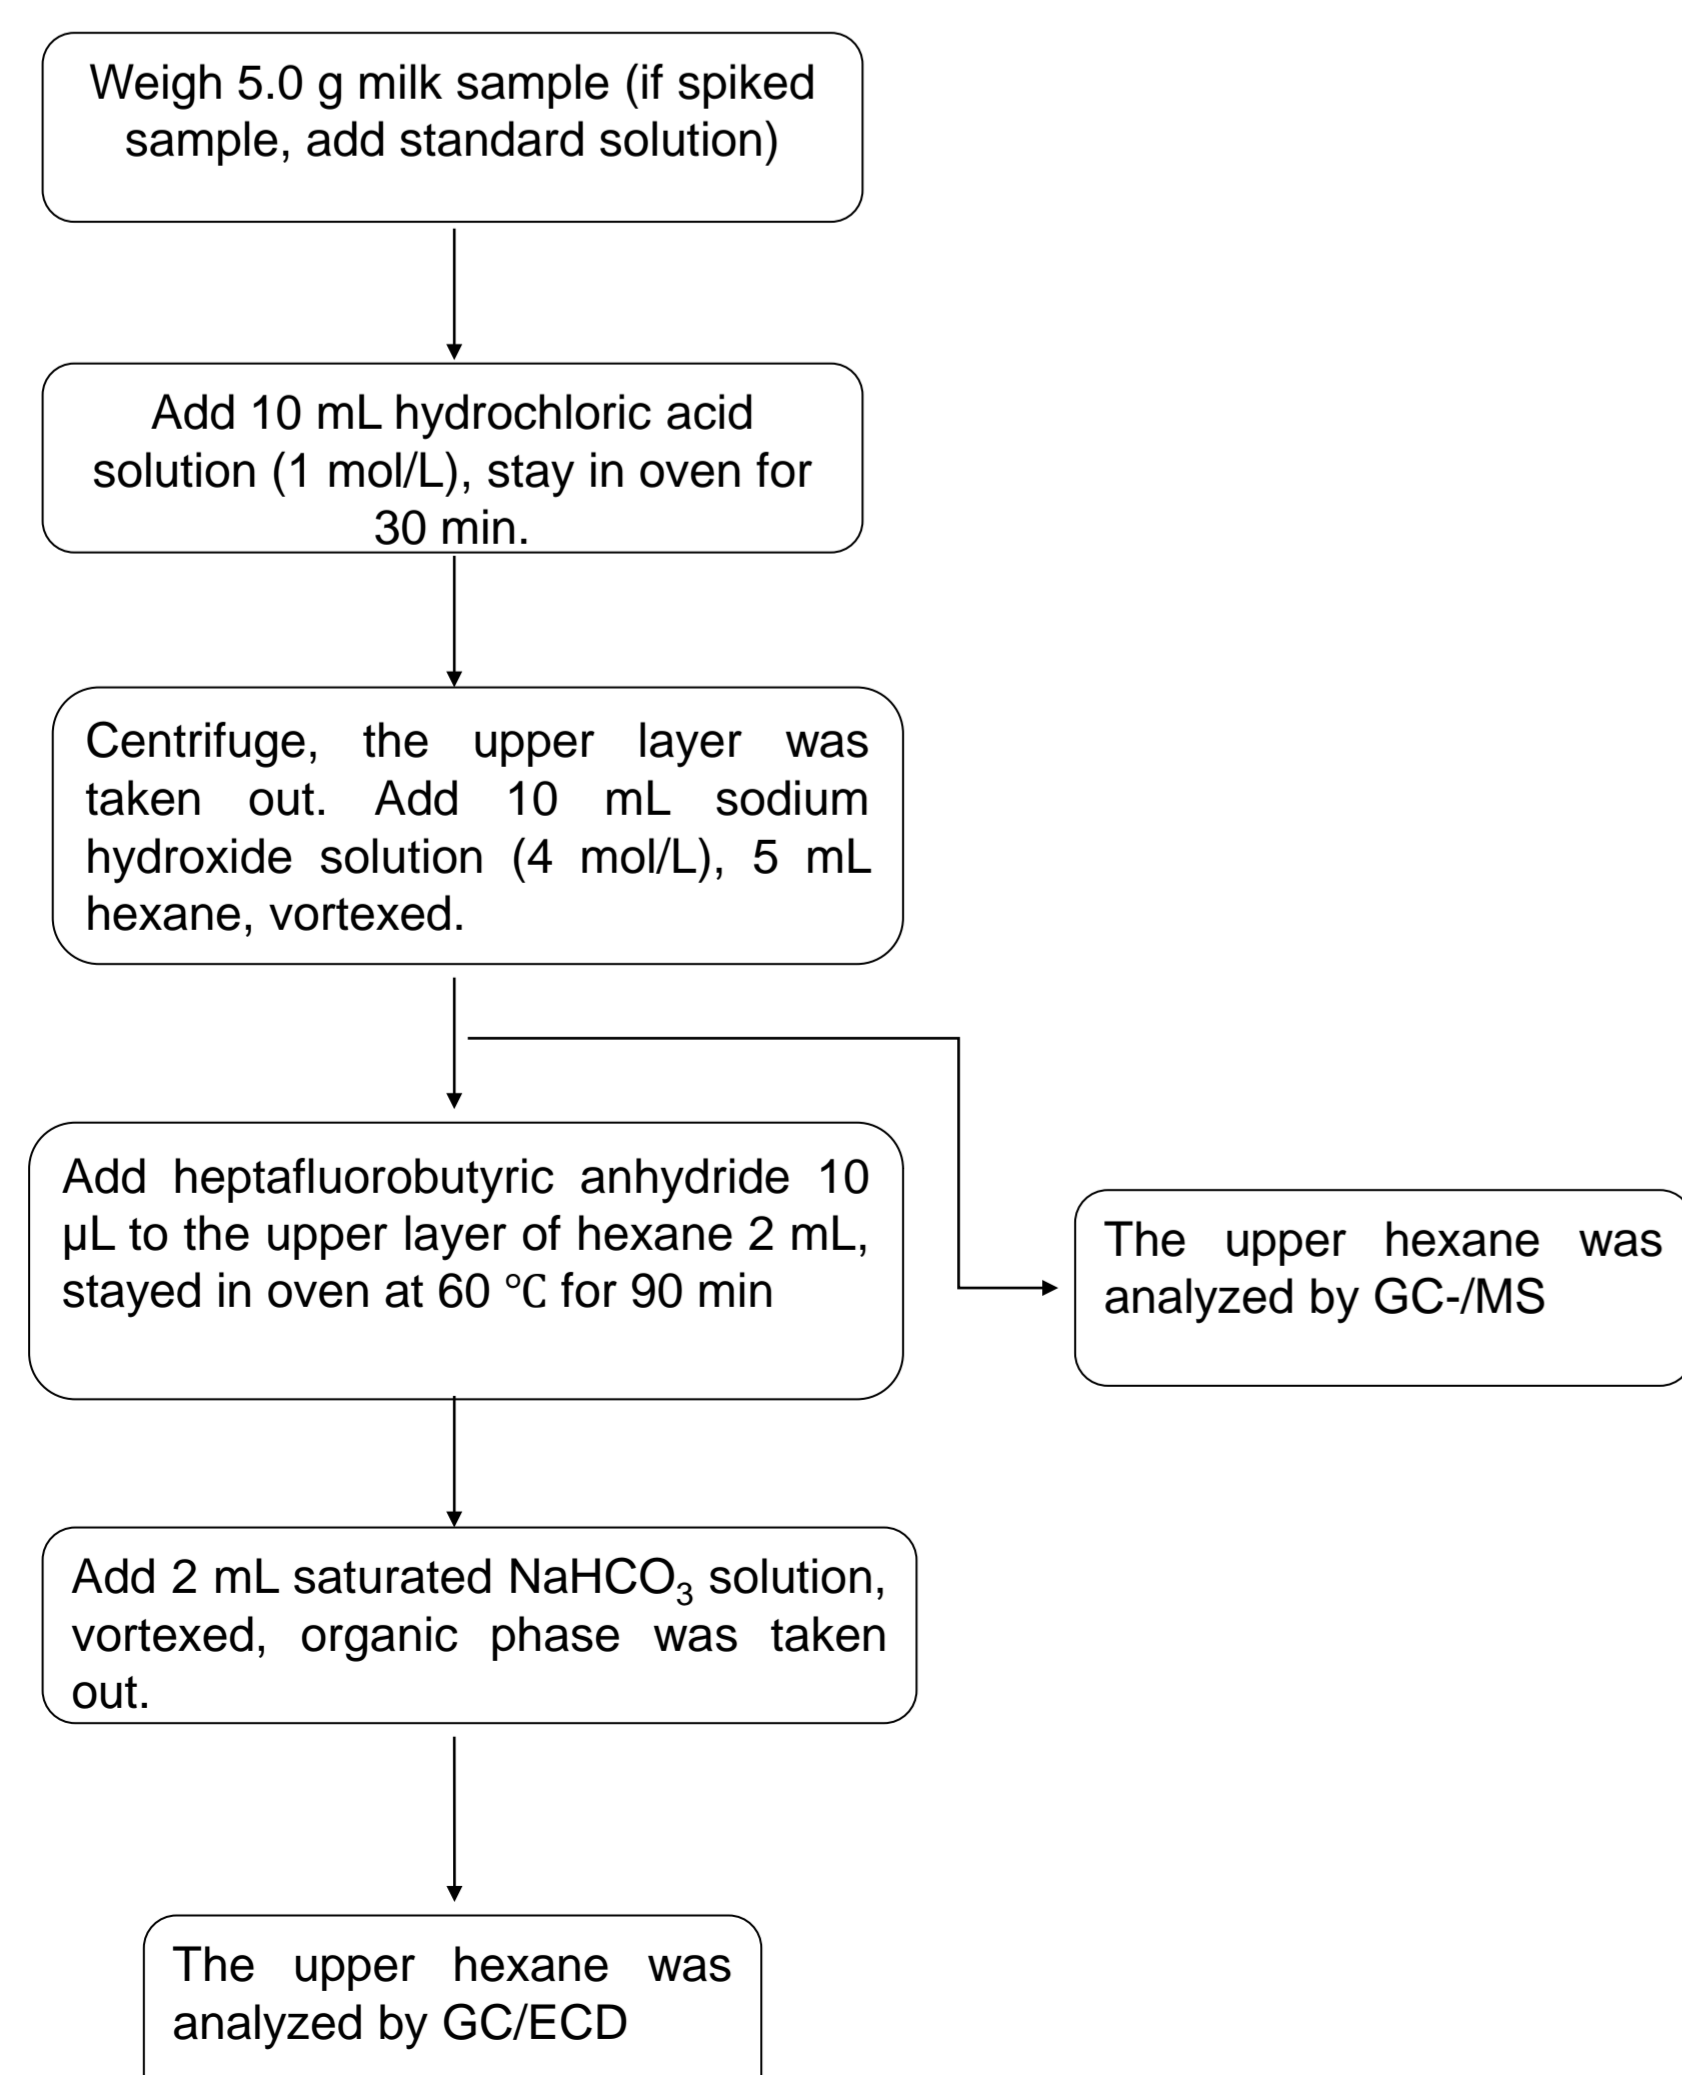 Weigh 5.0 g milk sample (if spiked
sample, add standard solution)
Add 10 mL hydrochloric acid
solution (1 mol/L), stay in oven for
30 min.
Centrifuge, the upper layer was
taken out. Add 10 mL sodium
hydroxide solution (4 mol/L), 5 mL
hexane, vortexed.
Add heptafluorobutyric anhydride 10
μL to the upper layer of hexane 2 mL,
stayed in oven at 60 ℃ for 90 min
The upper hexane was
analyzed by GC-/MS
Add 2 mL saturated NaHCO₃ solution,
vortexed, organic phase was taken
out.
The upper hexane was
analyzed by GC/ECD